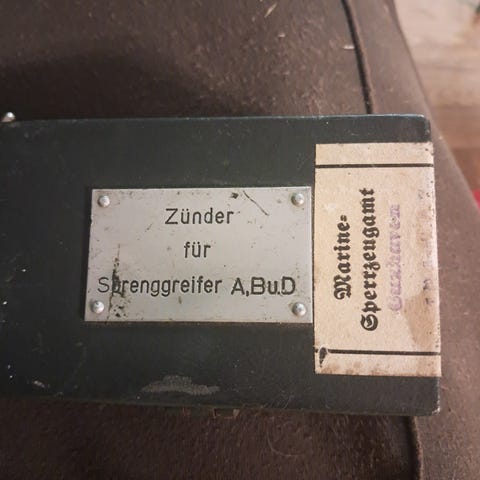 Zünder
für
Sprenggreifer A,BuD
Marine-
Sperrzeugamt
Cuxhaven